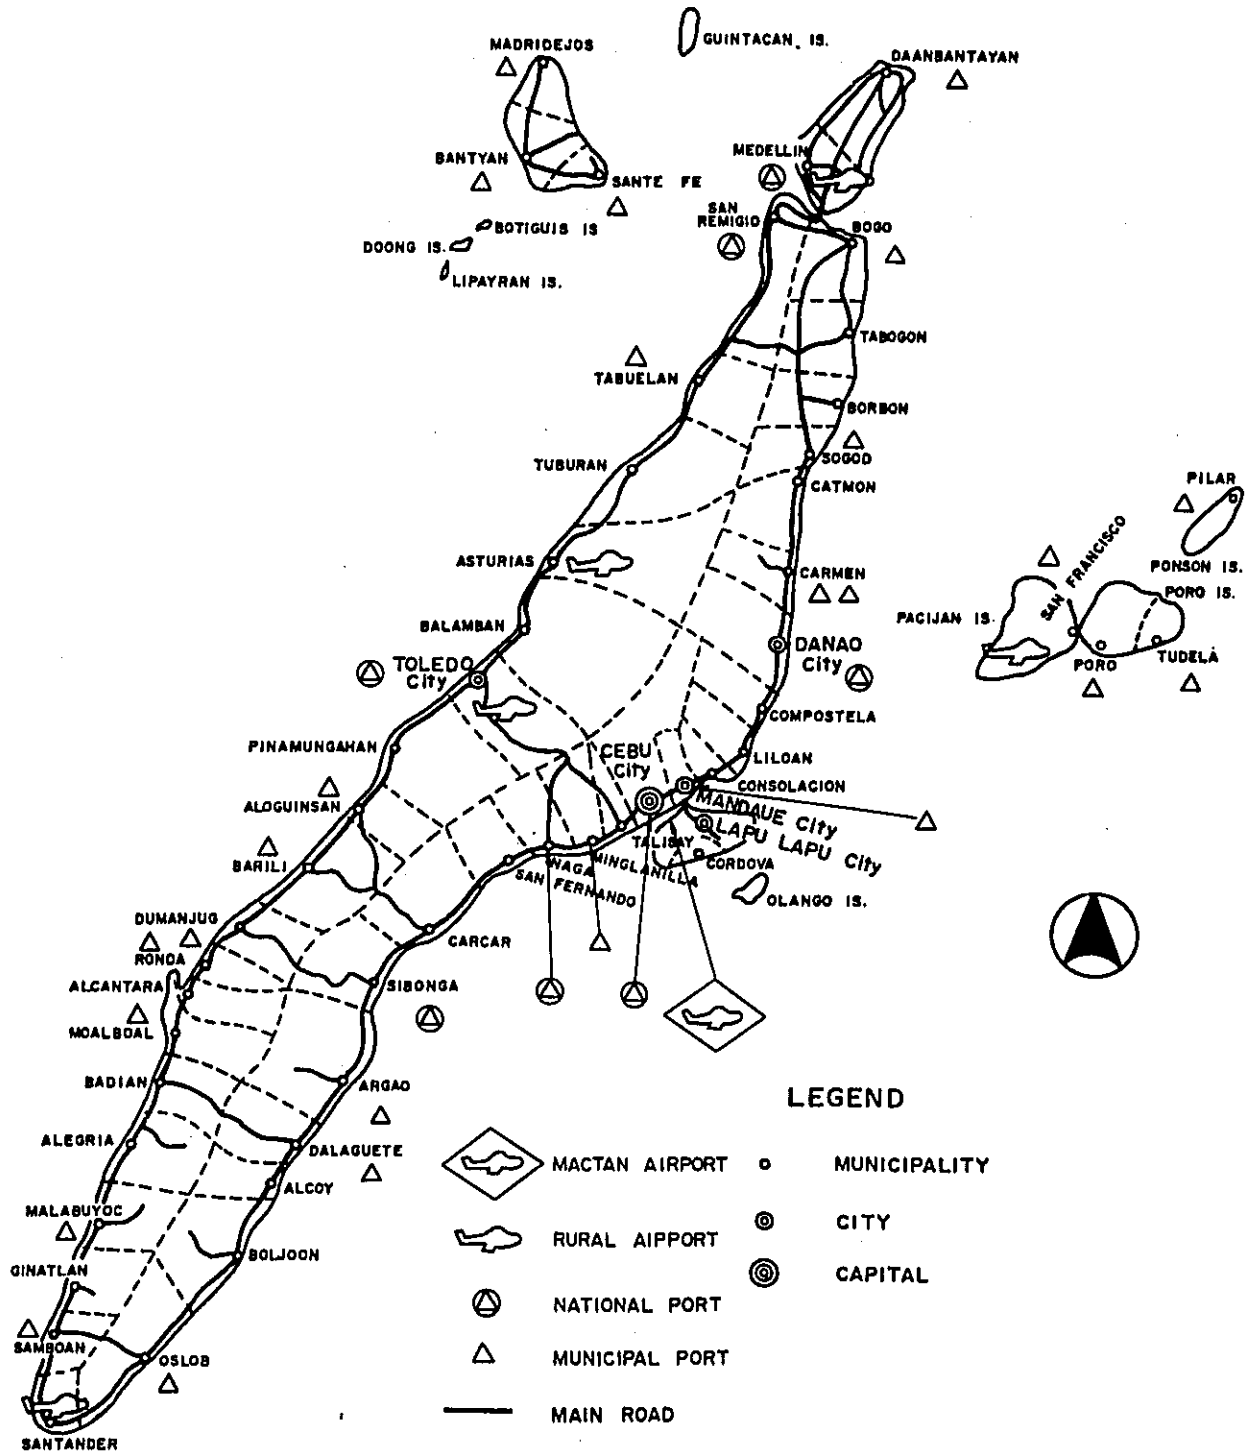 GUINTACAN. IS.
MADRIDEJOS
DAANBANTAYAN
MEDELLIN
BANTYAN
SANTE FE
SAN
REMIGIO
BOGO
BOTIGUIS IS
DOONG IS.
LIPAYRAN IS.
TABOGON
TABUELAN
BORBON
SOGOD
TUBURAN
CATMON
PILAR
SAN FRANCISCO
PONSON IS.
PORO IS.
ASTURIAS
CARMEN
PACIJAN IS.
BALAMBAN
DANAO
City
PORO
TUDELA
TOLEDO
City
COMPOSTELA
PINAMUNGAHAN
CEBU
City
LILOAN
CONSOLACION
MANDAUE City
ALOGUINSAN
LAPU LAPU City
TALISAY
BARILI
MINGLANILLA
CORDOVA
NAGA
SAN FERNANDO
OLANGO IS.
DUMANJUG
CARCAR
RONDA
ALCANTARA
SIBONGA
MOALBOAL
BADIAN
ARGAO
LEGEND
ALEGRIA
DALAGUETE
MACTAN AIRPORT
MUNICIPALITY
ALCOY
MALABUYOC
CITY
RURAL AIPPORT
BOLJOON
GINATLAN
CAPITAL
NATIONAL PORT
SAMBOAN
OSLOB
MUNICIPAL PORT
MAIN ROAD
SANTANDER